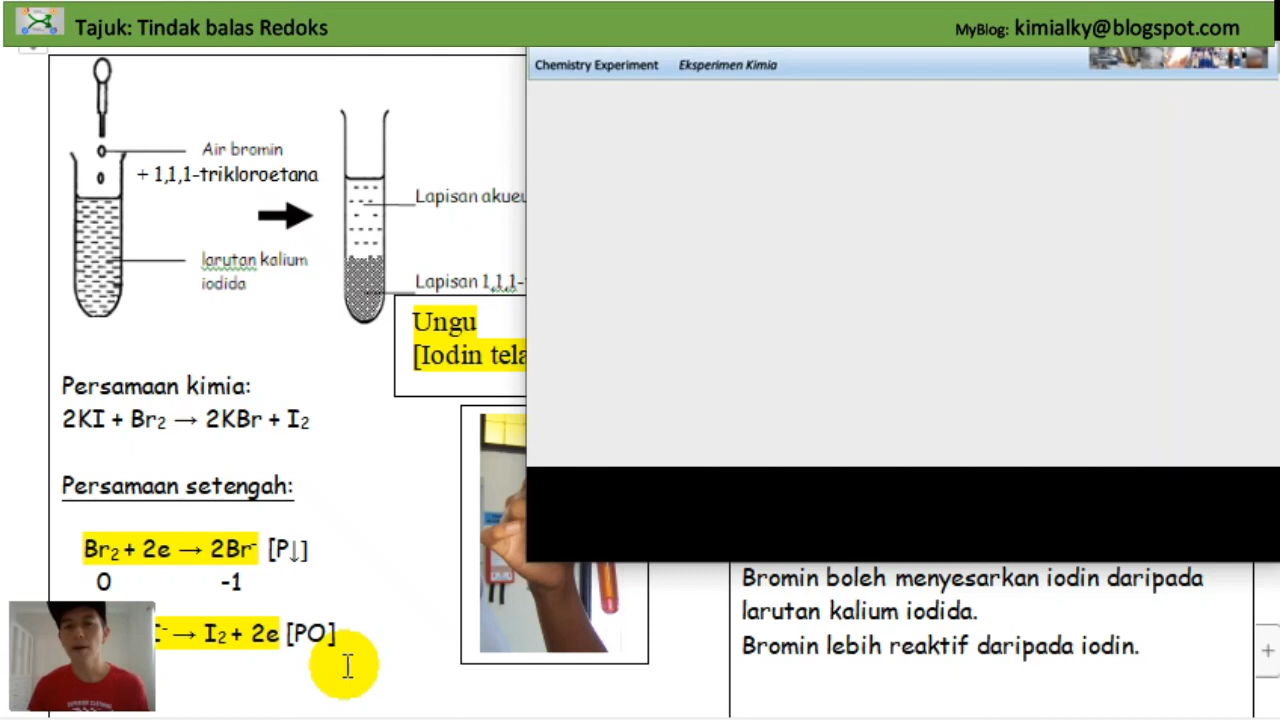 Tajuk: Tindak balas Redoks
MyBlog: kimialky@blogspot.com
Chemistry Experiment Eksperimen Kimia
Air bromin
+ 1,1,1-trikloroetana
larutan kalium
iodida
Lapisan akueu
Lapisan 1,1,1-
Ungu
[Iodin tela
Persamaan kimia:
2KI + Br₂ → 2KBr + I₂
Persamaan setengah:
Br₂ + 2e → 2Br⁻ [P↓]
0 -1
I⁻ → I₂ + 2e [PO]
Bromin boleh menyesarkan iodin daripada
larutan kalium iodida.
Bromin lebih reaktif daripada iodin.